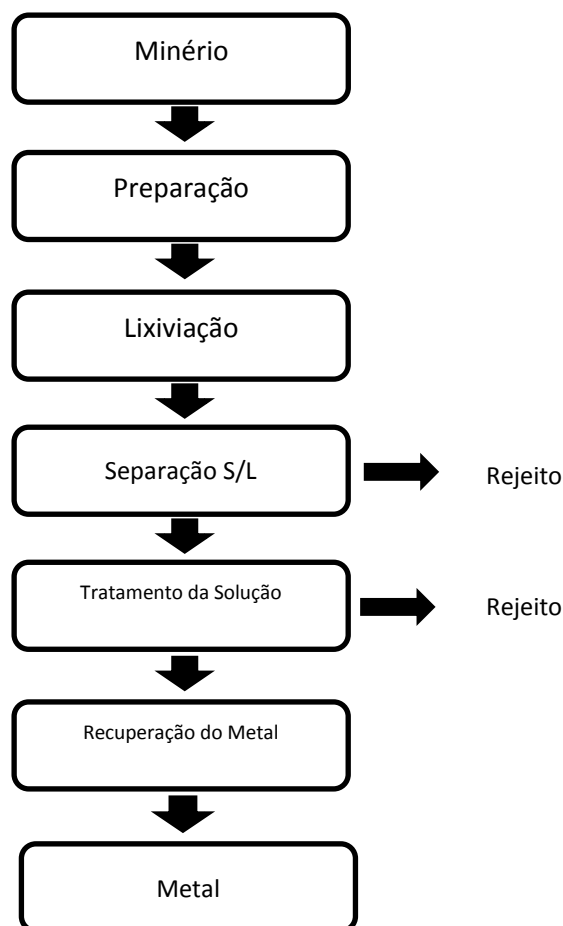 Minério
Preparação
Lixiviação
Separação S/L
Rejeito
Tratamento da Solução
Rejeito
Recuperação do Metal
Metal